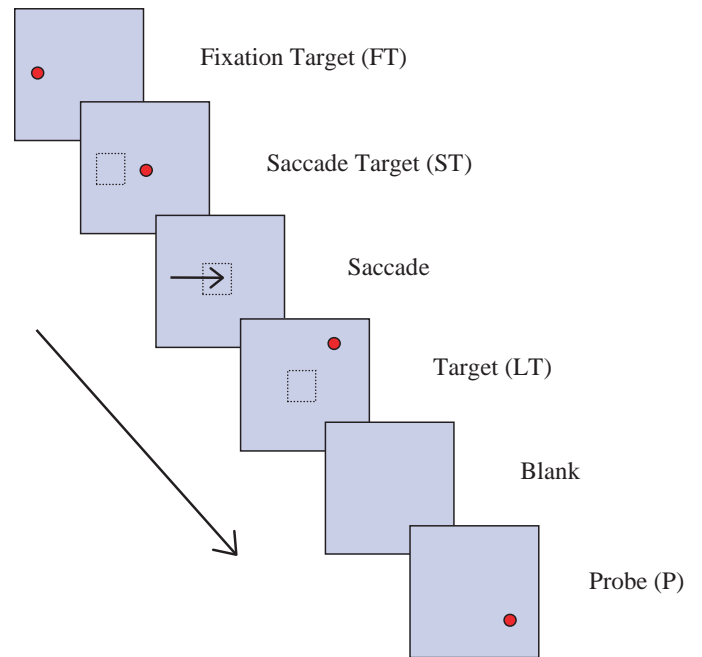 Fixation Target (FT)
Saccade Target (ST)
Saccade
Target (LT)
Blank
Probe (P)